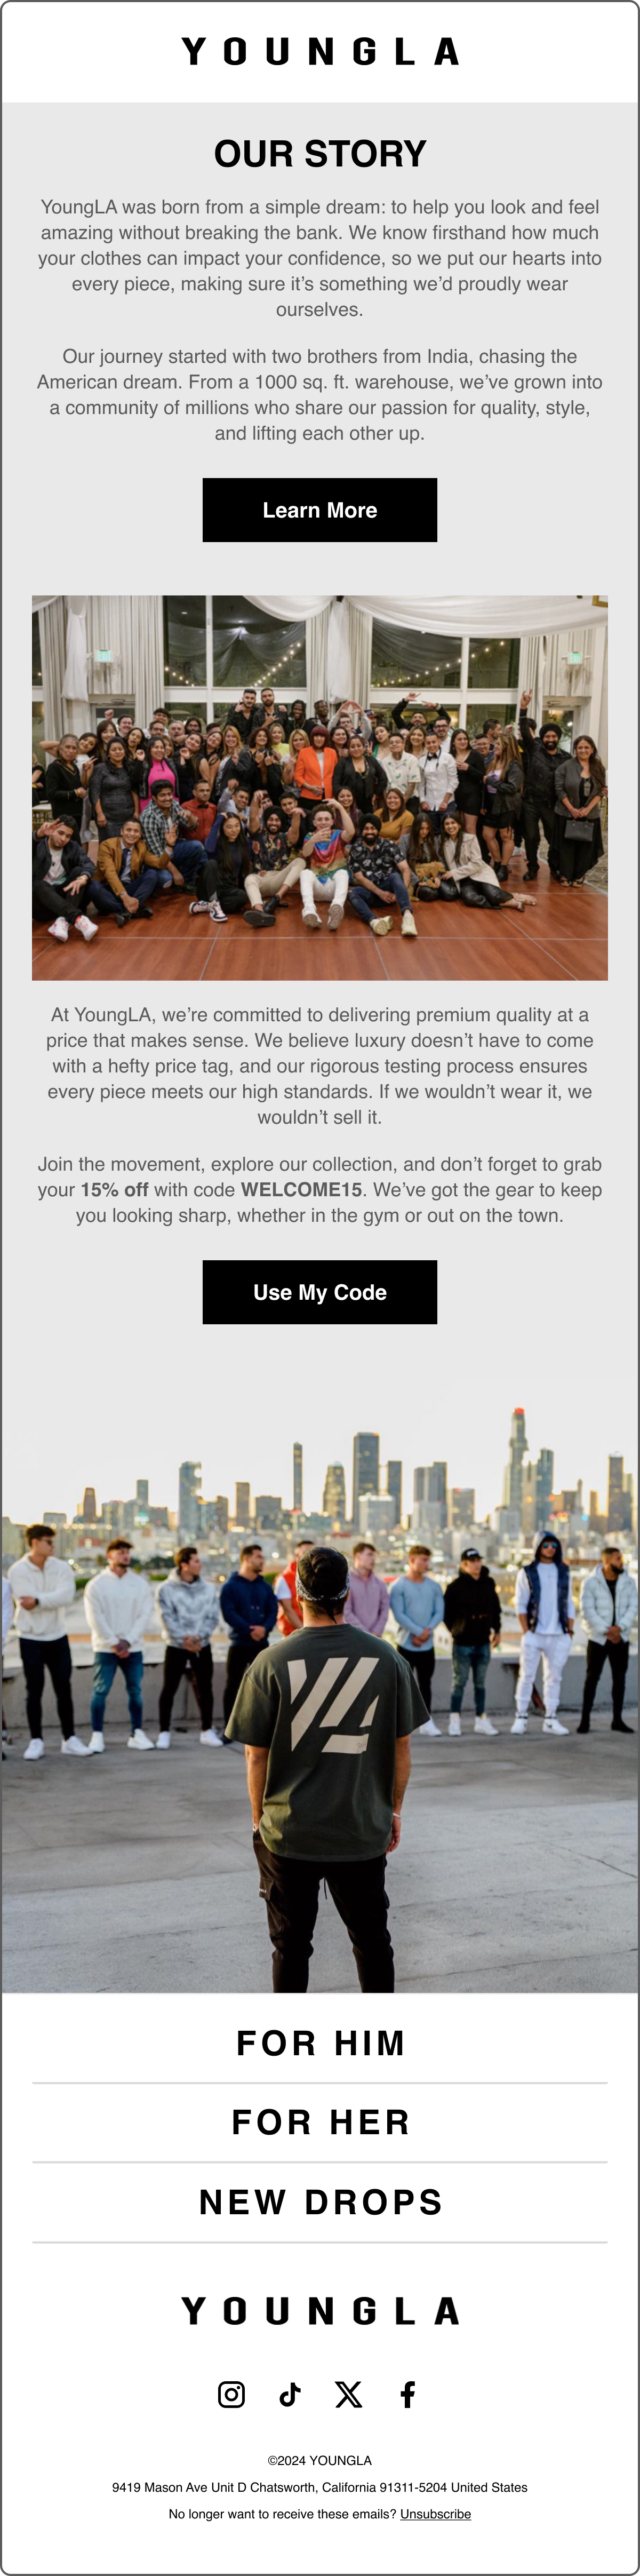 YOUNGLA
OUR STORY
YoungLA was born from a simple dream: to help you look and feel
amazing without breaking the bank. We know firsthand how much
your clothes can impact your confidence, so we put our hearts into
every piece, making sure it’s something we’d proudly wear
ourselves.
Our journey started with two brothers from India, chasing the
American dream. From a 1000 sq. ft. warehouse, we’ve grown into
a community of millions who share our passion for quality, style,
and lifting each other up.
Learn More
At YoungLA, we’re committed to delivering premium quality at a
price that makes sense. We believe luxury doesn’t have to come
with a hefty price tag, and our rigorous testing process ensures
every piece meets our high standards. If we wouldn’t wear it, we
wouldn’t sell it.
Join the movement, explore our collection, and don’t forget to grab
your 15% off with code WELCOME15. We’ve got the gear to keep
you looking sharp, whether in the gym or out on the town.
Use My Code
FOR HIM
FOR HER
NEW DROPS
YOUNGLA
©2024 YOUNGLA
9419 Mason Ave Unit D Chatsworth, California 91311-5204 United States
No longer want to receive these emails? Unsubscribe